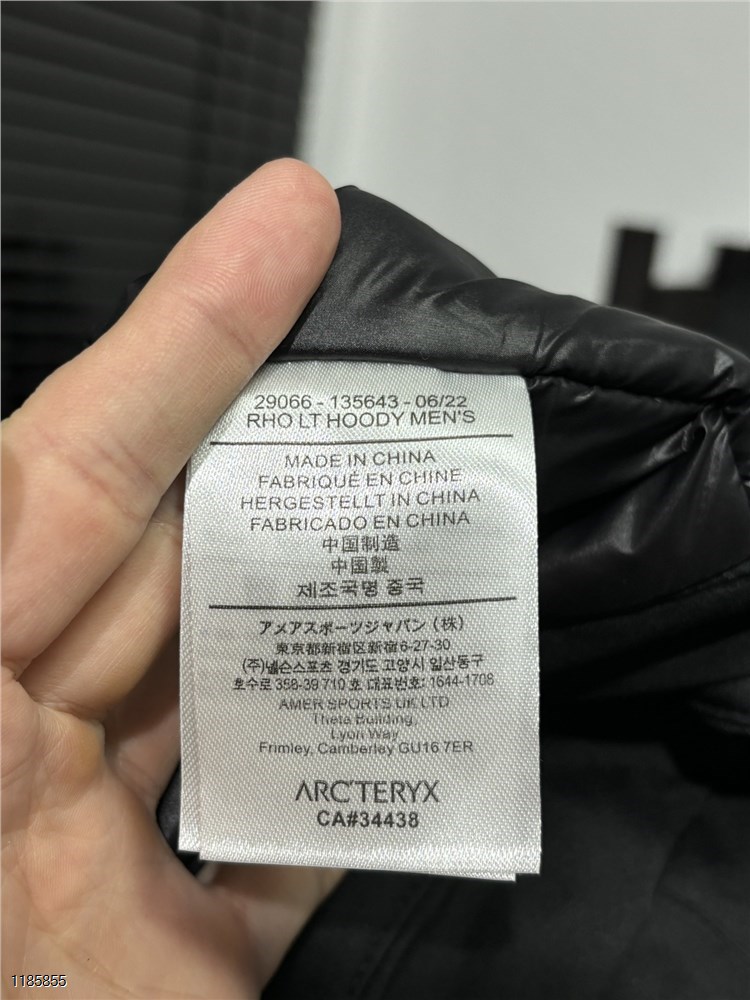 29066 - 135643 - 06/22
RHO LT HOODY MEN'S
MADE IN CHINA
FABRIQUÉ EN CHINE
HERGESTELLT IN CHINA
FABRICADO EN CHINA
中国制造
中国製
제조국명 중국
アメアスポーツジャパン (株)
東京都新宿区新宿6-27-30
(주)넬슨스포츠 경기도 고양시 일산동구
호수로 358-39 710 호 대표번호: 1644-1708
AMER SPORTS UK LTD
Theta Building,
Lyon Way
Frimley, Camberley GU16 7ER
ARC'TERYX
CA#34438
1185855